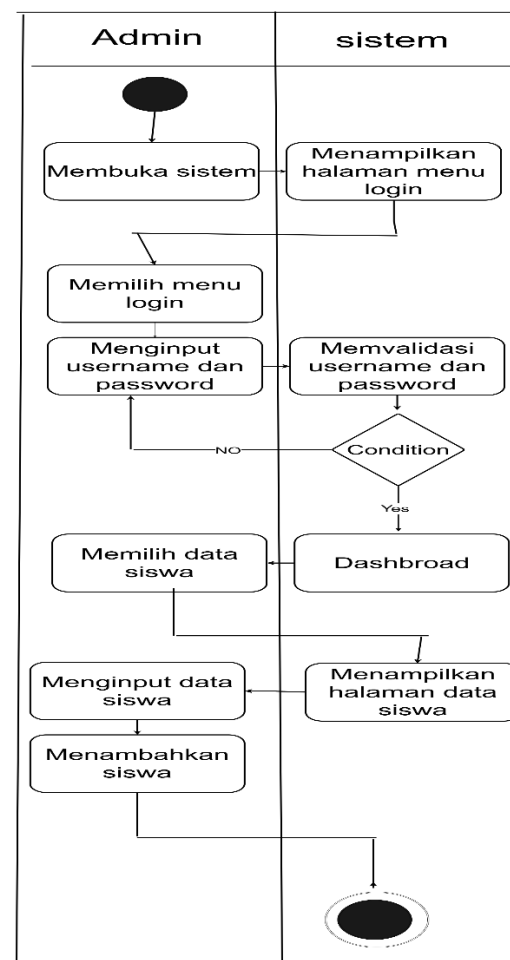 Admin
sistem
Membuka sistem
Menampilkan
halaman menu
login
Memilih menu
login
Menginput
username dan
password
Memvalidasi
username dan
password
Condition
NO
Yes
Dashbroad
Memilih data
siswa
Menampilkan
halaman data
siswa
Menginput data
siswa
Menambahkan
siswa